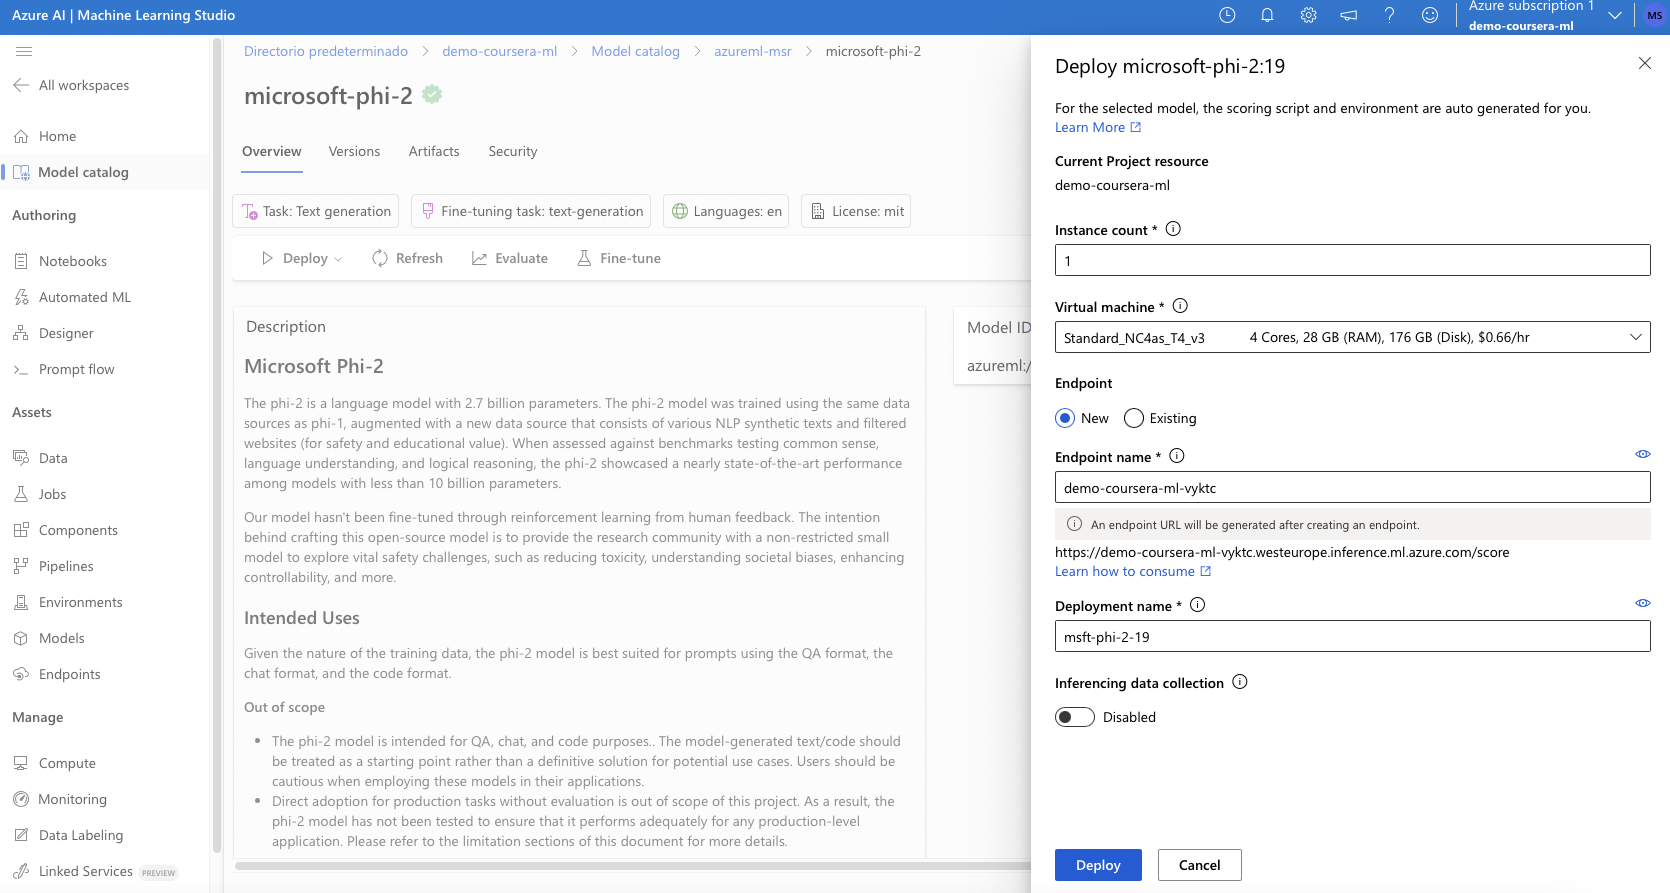 Azure AI | Machine Learning Studio
Azure subscription 1
demo-coursera-ml
MS
All workspaces
Home
Model catalog
Authoring
Notebooks
Automated ML
Designer
Prompt flow
Assets
Data
Jobs
Components
Pipelines
Environments
Models
Endpoints
Manage
Compute
Monitoring
Data Labeling
Linked Services PREVIEW
Directorio predeterminado > demo-coursera-ml > Model catalog > azureml-msr > microsoft-phi-2
microsoft-phi-2
Overview Versions Artifacts Security
Task: Text generation Fine-tuning task: text-generation Languages: en License: mit
Deploy Refresh Evaluate Fine-tune
Description
Microsoft Phi-2
The phi-2 is a language model with 2.7 billion parameters. The phi-2 model was trained using the same data
sources as phi-1, augmented with a new data source that consists of various NLP synthetic texts and filtered
websites (for safety and educational value). When assessed against benchmarks testing common sense,
language understanding, and logical reasoning, the phi-2 showcased a nearly state-of-the-art performance
among models with less than 10 billion parameters.
Our model hasn't been fine-tuned through reinforcement learning from human feedback. The intention
behind crafting this open-source model is to provide the research community with a non-restricted small
model to explore vital safety challenges, such as reducing toxicity, understanding societal biases, enhancing
controllability, and more.
Intended Uses
Given the nature of the training data, the phi-2 model is best suited for prompts using the QA format, the
chat format, and the code format.
Out of scope
• The phi-2 model is intended for QA, chat, and code purposes.. The model-generated text/code should
be treated as a starting point rather than a definitive solution for potential use cases. Users should be
cautious when employing these models in their applications.
• Direct adoption for production tasks without evaluation is out of scope of this project. As a result, the
phi-2 model has not been tested to ensure that it performs adequately for any production-level
application. Please refer to the limitation sections of this document for more details.
Model ID
azureml:/
Deploy microsoft-phi-2:19
For the selected model, the scoring script and environment are auto generated for you.
Learn More
Current Project resource
demo-coursera-ml
Instance count *
1
Virtual machine *
Standard_NC4as_T4_v3 4 Cores, 28 GB (RAM), 176 GB (Disk), $0.66/hr
Endpoint
New Existing
Endpoint name *
demo-coursera-ml-vyktc
An endpoint URL will be generated after creating an endpoint.
https://demo-coursera-ml-vyktc.westeurope.inference.ml.azure.com/score
Learn how to consume
Deployment name *
msft-phi-2-19
Inferencing data collection
Disabled
Deploy Cancel